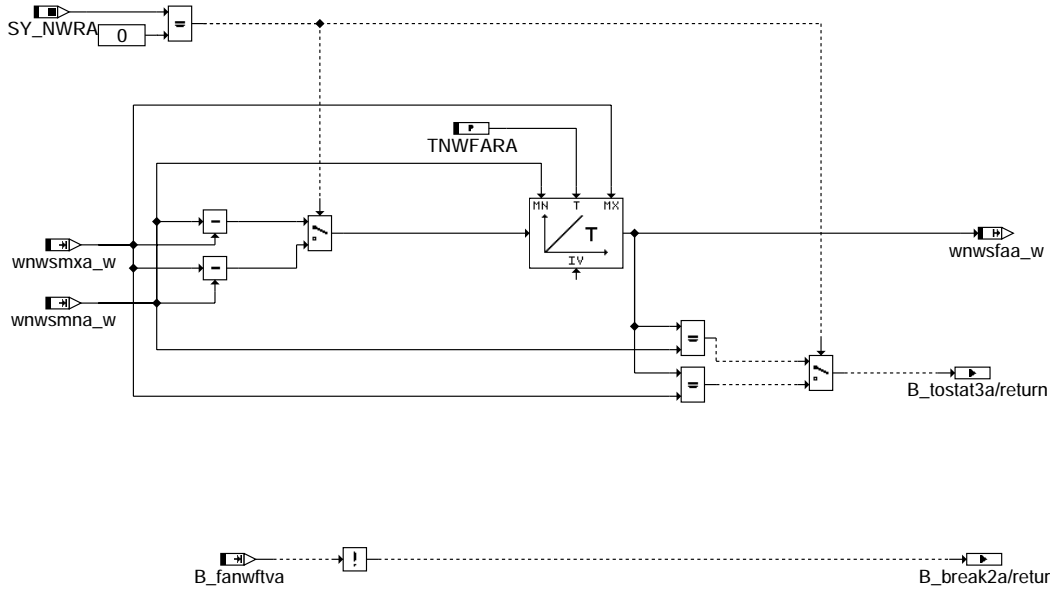 SY_NWRA
0
=
P
TNWFARA
MN T MX
-
T
wnwsmxa_w
wnwsfaa_w
-
IV
wnwsmna_w
=
=
B_tostat3a/return
!
B_fanwftva
B_break2a/retur